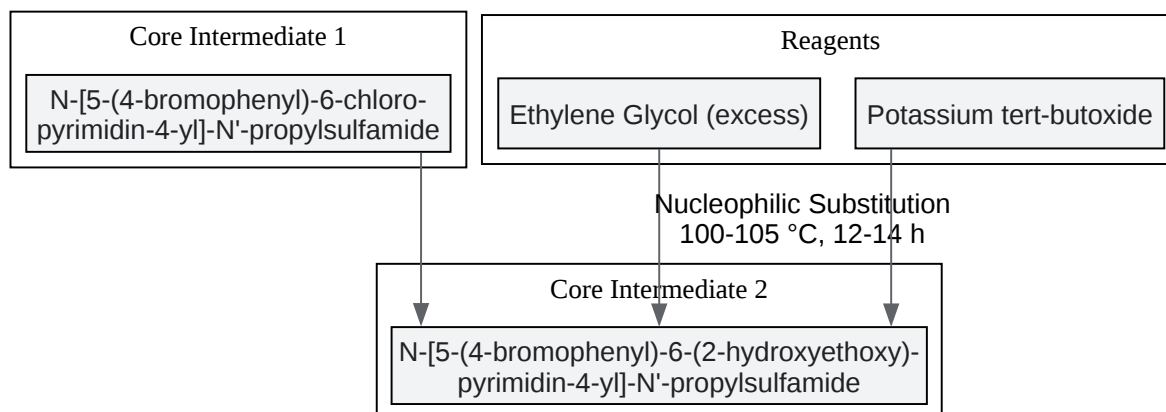 Core Intermediate 1
N-[5-(4-bromophenyl)-6-chloro-
pyrimidin-4-yl]-N'-propylsulfamide
Reagents
Ethylene Glycol (excess)
Potassium tert-butoxide
Nucleophilic Substitution
100-105 °C, 12-14 h
Core Intermediate 2
N-[5-(4-bromophenyl)-6-(2-hydroxyethoxy)-
pyrimidin-4-yl]-N'-propylsulfamide